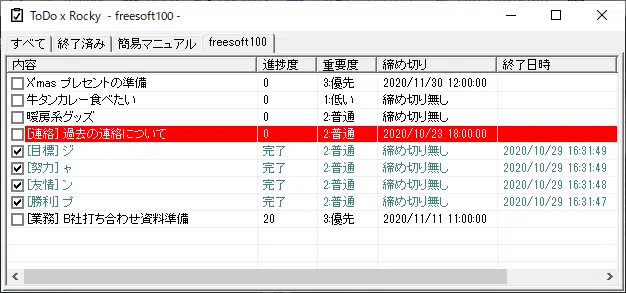 ToDo x Rocky - freesoft100 -
すべて 終了済み 簡易マニュアル freesoft100
内容 進捗度 重要度 締め切り 終了日時
X'mas プレゼントの準備 0 3:優先 2020/11/30 12:00:00
牛タンカレー食べたい 0 1:低い 締め切り無し
暖房系グッズ 0 2:普通 締め切り無し
[連絡] 過去の連絡について 0 2:普通 2020/10/23 18:00:00
[目標] ジ 完了 2:普通 締め切り無し 2020/10/29 16:31:49
[努力] ャ 完了 2:普通 締め切り無し 2020/10/29 16:31:49
[友情] ン 完了 2:普通 締め切り無し 2020/10/29 16:31:48
[勝利] プ 完了 2:普通 締め切り無し 2020/10/29 16:31:47
[業務] B社打ち合わせ資料準備 20 3:優先 2020/11/11 11:00:00